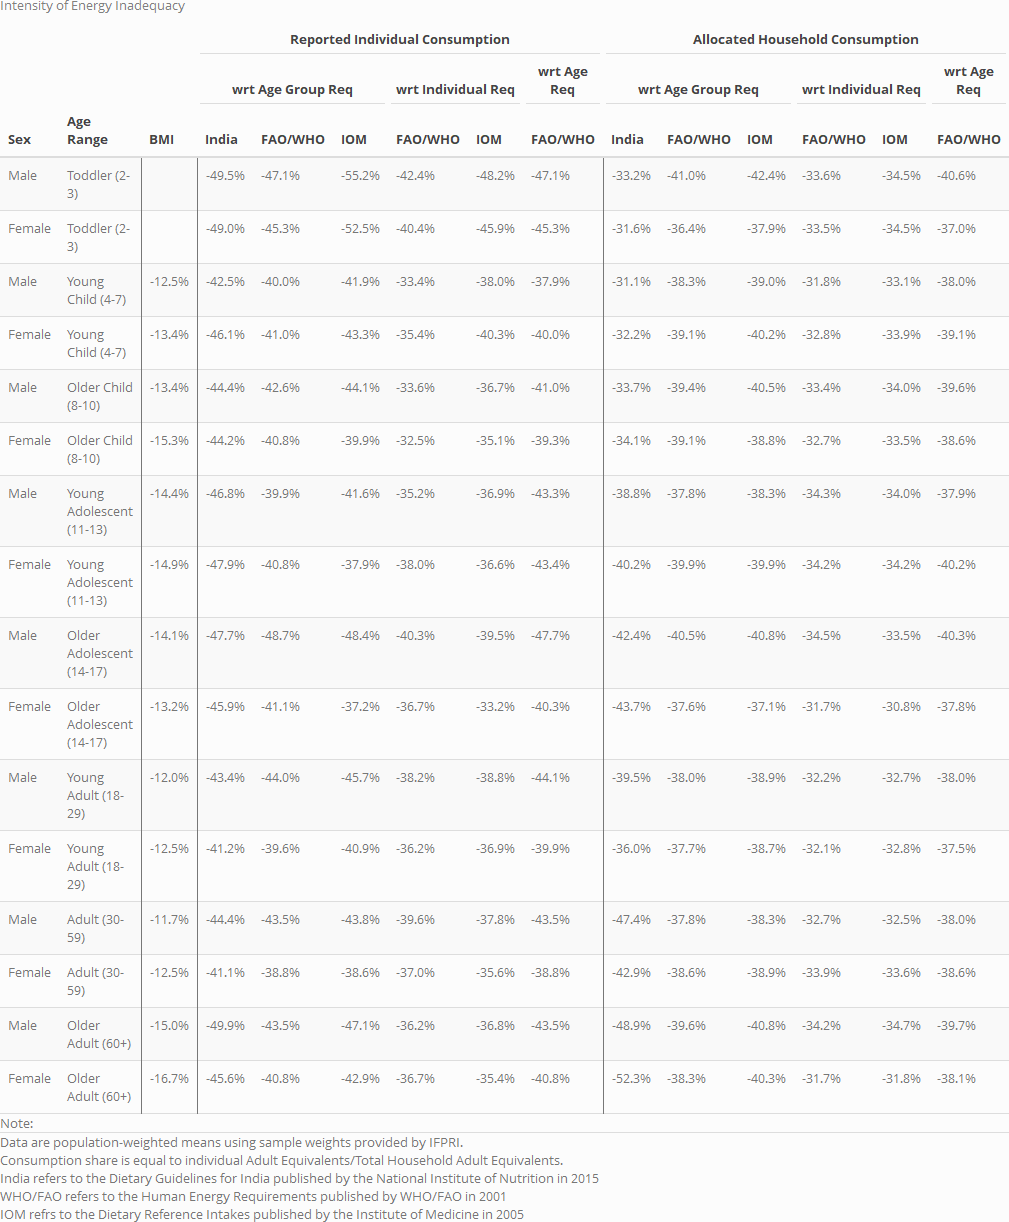 Intensity of Energy Inadequacy
Reported Individual Consumption Allocated Household Consumption
wrt Age Group Req wrt Individual Req wrt Age Req wrt Age Group Req wrt Individual Req wrt Age Req
Sex Age Range BMI India FAO/WHO IOM FAO/WHO IOM FAO/WHO India FAO/WHO IOM FAO/WHO IOM FAO/WHO
Male Toddler (2-3) -49.5% -47.1% -55.2% -42.4% -48.2% -47.1% -33.2% -41.0% -42.4% -33.6% -34.5% -40.6%
Female Toddler (2-3) -49.0% -45.3% -52.5% -40.4% -45.9% -45.3% -31.6% -36.4% -37.9% -33.5% -34.5% -37.0%
Male Young Child (4-7) -12.5% -42.5% -40.0% -41.9% -33.4% -38.0% -37.9% -31.1% -38.3% -39.0% -31.8% -33.1% -38.0%
Female Young Child (4-7) -13.4% -46.1% -41.0% -43.3% -35.4% -40.3% -40.0% -32.2% -39.1% -40.2% -32.8% -33.9% -39.1%
Male Older Child (8-10) -13.4% -44.4% -42.6% -44.1% -33.6% -36.7% -41.0% -33.7% -39.4% -40.5% -33.4% -34.0% -39.6%
Female Older Child (8-10) -15.3% -44.2% -40.8% -39.9% -32.5% -35.1% -39.3% -34.1% -39.1% -38.8% -32.7% -33.5% -38.6%
Male Young Adolescent (11-13) -14.4% -46.8% -39.9% -41.6% -35.2% -36.9% -43.3% -38.8% -37.8% -38.3% -34.3% -34.0% -37.9%
Female Young Adolescent (11-13) -14.9% -47.9% -40.8% -37.9% -38.0% -36.6% -43.4% -40.2% -39.9% -39.9% -34.2% -34.2% -40.2%
Male Older Adolescent (14-17) -14.1% -47.7% -48.7% -48.4% -40.3% -39.5% -47.7% -42.4% -40.5% -40.8% -34.5% -33.5% -40.3%
Female Older Adolescent (14-17) -13.2% -45.9% -41.1% -37.2% -36.7% -33.2% -40.3% -43.7% -37.6% -37.1% -31.7% -30.8% -37.8%
Male Young Adult (18-29) -12.0% -43.4% -44.0% -45.7% -38.2% -38.8% -44.1% -39.5% -38.0% -38.9% -32.2% -32.7% -38.0%
Female Young Adult (18-29) -12.5% -41.2% -39.6% -40.9% -36.2% -36.9% -39.9% -36.0% -37.7% -38.7% -32.1% -32.8% -37.5%
Male Adult (30-59) -11.7% -44.4% -43.5% -43.8% -39.6% -37.8% -43.5% -47.4% -37.8% -38.3% -32.7% -32.5% -38.0%
Female Adult (30-59) -12.5% -41.1% -38.8% -38.6% -37.0% -35.6% -38.8% -42.9% -38.6% -38.9% -33.9% -33.6% -38.6%
Male Older Adult (60+) -15.0% -49.9% -43.5% -47.1% -36.2% -36.8% -43.5% -48.9% -39.6% -40.8% -34.2% -34.7% -39.7%
Female Older Adult (60+) -16.7% -45.6% -40.8% -42.9% -36.7% -35.4% -40.8% -52.3% -38.3% -40.3% -31.7% -31.8% -38.1%
Note:
Data are population-weighted means using sample weights provided by IFPRI.
Consumption share is equal to individual Adult Equivalents/Total Household Adult Equivalents.
India refers to the Dietary Guidelines for India published by the National Institute of Nutrition in 2015
WHO/FAO refers to the Human Energy Requirements published by WHO/FAO in 2001
IOM refrs to the Dietary Reference Intakes published by the Institute of Medicine in 2005